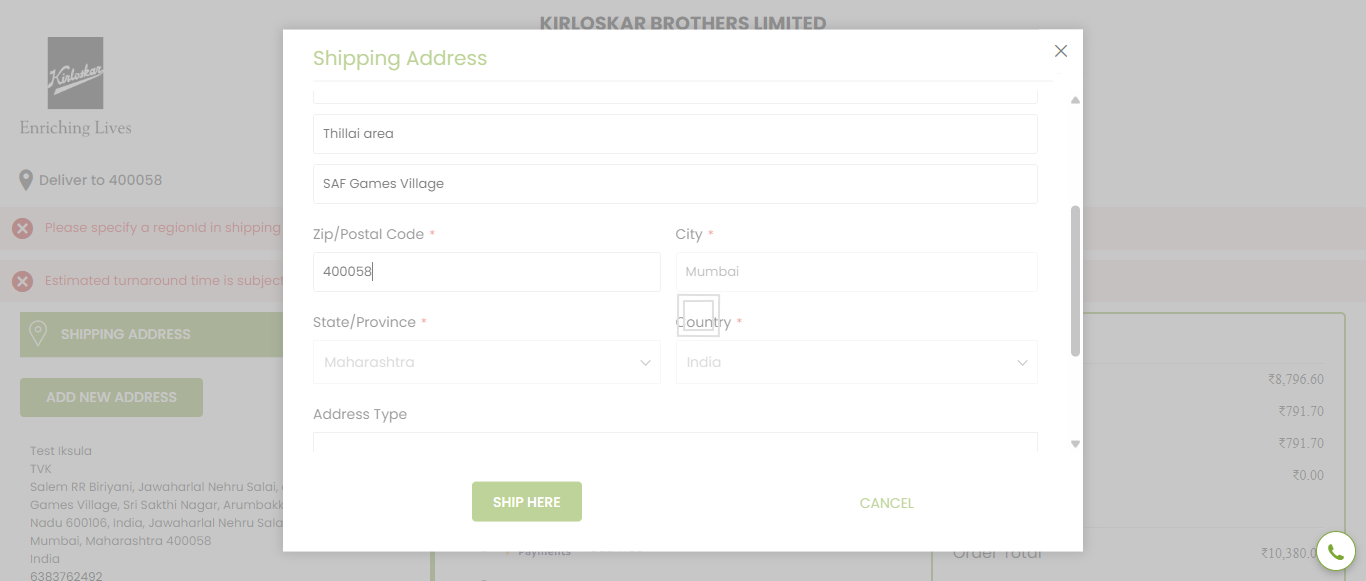 KIRLOSKAR BROTHERS LIMITED
Kirloskar
Enriching Lives
Deliver to 400058
Please specify a regionId in shipping
Estimated turnaround time is subject
SHIPPING ADDRESS
ADD NEW ADDRESS
Test Iksula
TVK
Salem RR Biriyani, Jawaharlal Nehru Salai,
Games Village, Sri Sakthi Nagar, Arumbakk
Nadu 600106, India, Jawaharlal Nehru Sala
Mumbai, Maharashtra 400058
India
6383762492
Shipping Address
Thillai area
SAF Games Village
Zip/Postal Code *
City *
400058
Mumbai
State/Province *
Country *
Maharashtra
India
Address Type
SHIP HERE
CANCEL
Payments
₹8,796.60
₹791.70
₹791.70
₹0.00
Order Total
₹10,380.0